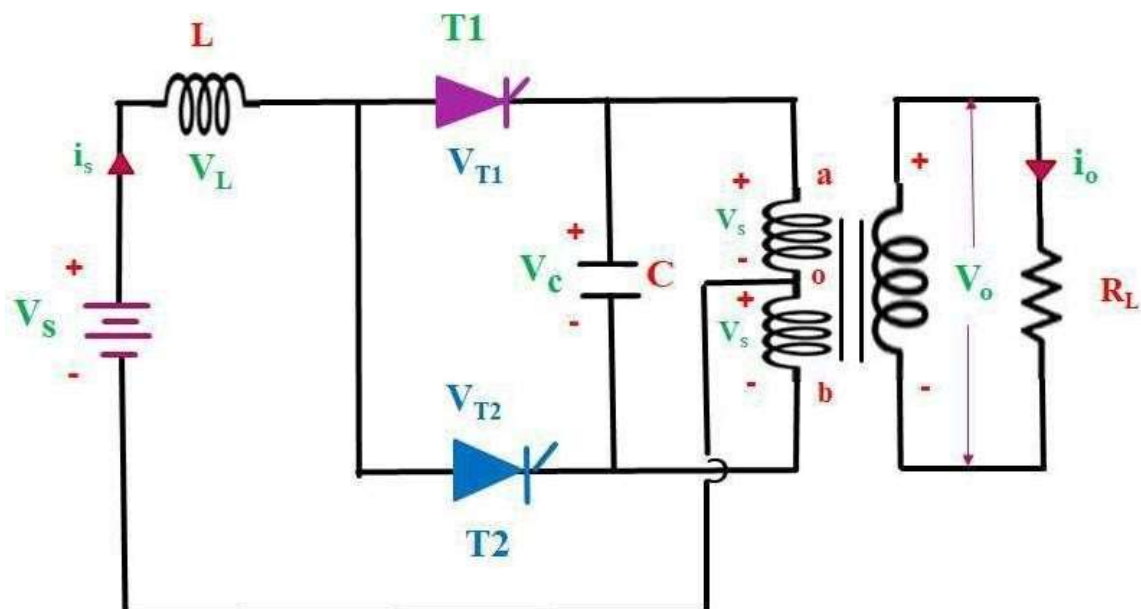 L
T1
i_s
V_L
V_T1
+
a
+
V_s
-
o
+
V_s
-
b
+
V_c
C
-
+
V_s
-
V_T2
T2
+
V_o
-
i_o
R_L